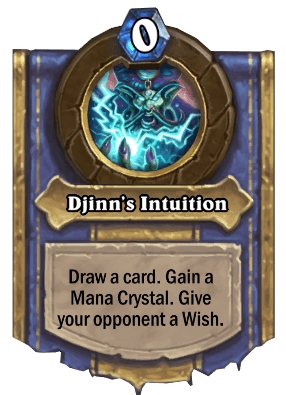 0
Djinn's Intuition
Draw a card. Gain a
Mana Crystal. Give
your opponent a Wish.